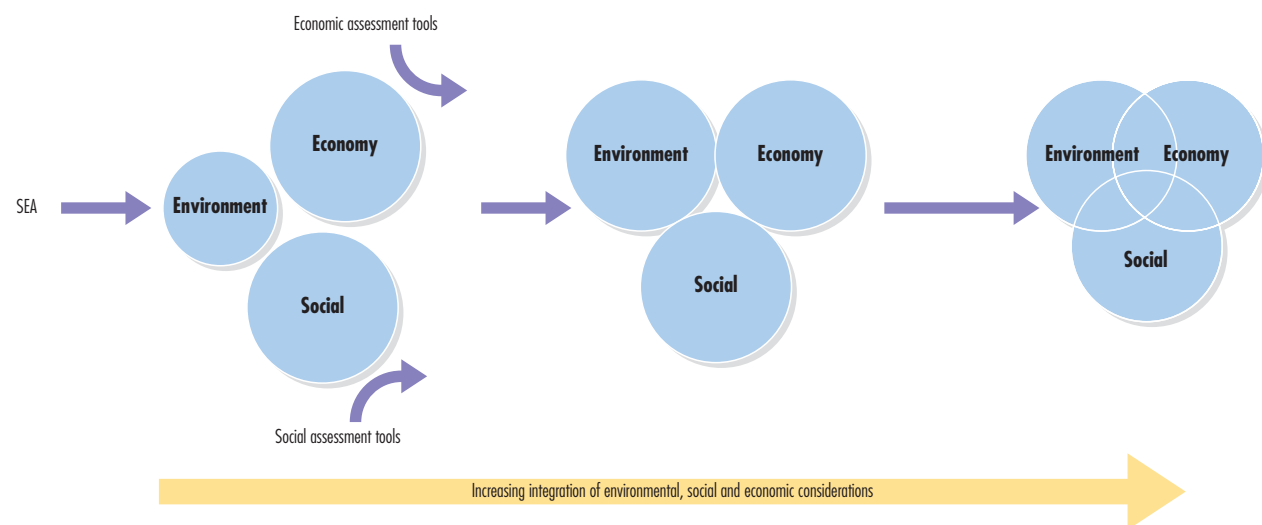 Economic assessment tools
SEA
Environment
Economy
Social
Social assessment tools
Environment
Economy
Social
Environment
Economy
Social
Increasing integration of environmental, social and economic considerations